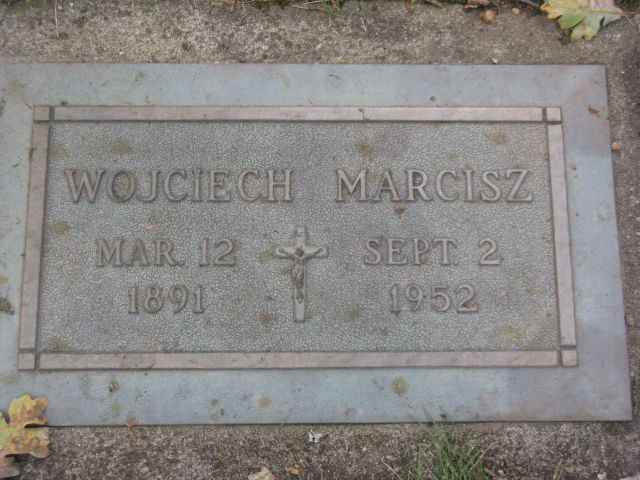 WOJCIECH MARCISZ
MAR. 12 SEPT. 2
1891 1952